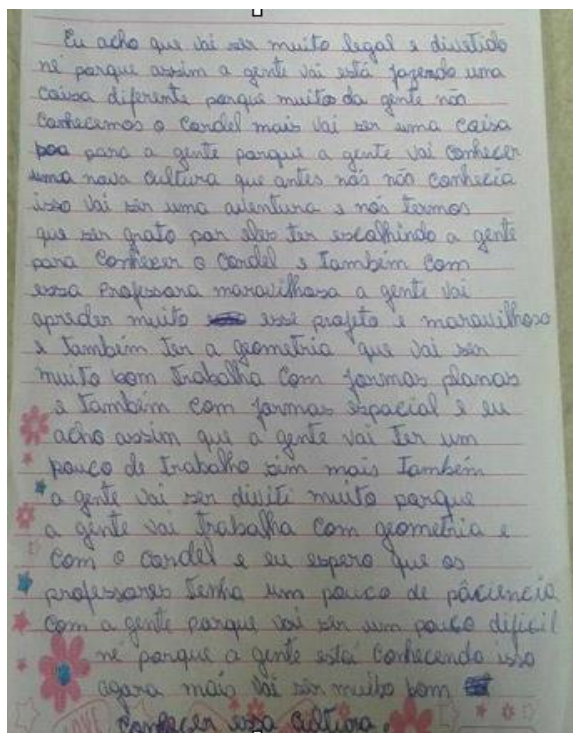 Eu acho que vai ser muito legal e divetido
né porque assim a gente vai está fazendo uma
coisa diferente porque muitos da gente não
conhecemos o cordel mais vai ser uma coisa
boa para a gente porque a gente vai conhecer
uma nova cultura que antes nós não conhecia
isso vai ser uma aventura e nós termos
que ser grato por eles ter escolhindo a gente
para conhecer o cordel e também com
essa professora maravilhosa a gente vai
aprider muito esse projeto é maravilhoso
e também ter a geometria que vai ser
muito bom trabalha com formas planas
e também com formas espacial e eu
acho assim que a gente vai ter um
pouco de trabalho sim mais também
a gente vai ser diviti muito porque
a gente vai trabalha com geometria e
com o cordel e eu espero que os
professores tenha um pouco de pâciencia
com a gente porque vai ser um pouco dificil
né porque a gente está conhecendo isso
agora mais vai ser muito bom
conhecer essa cultura.
LOVE